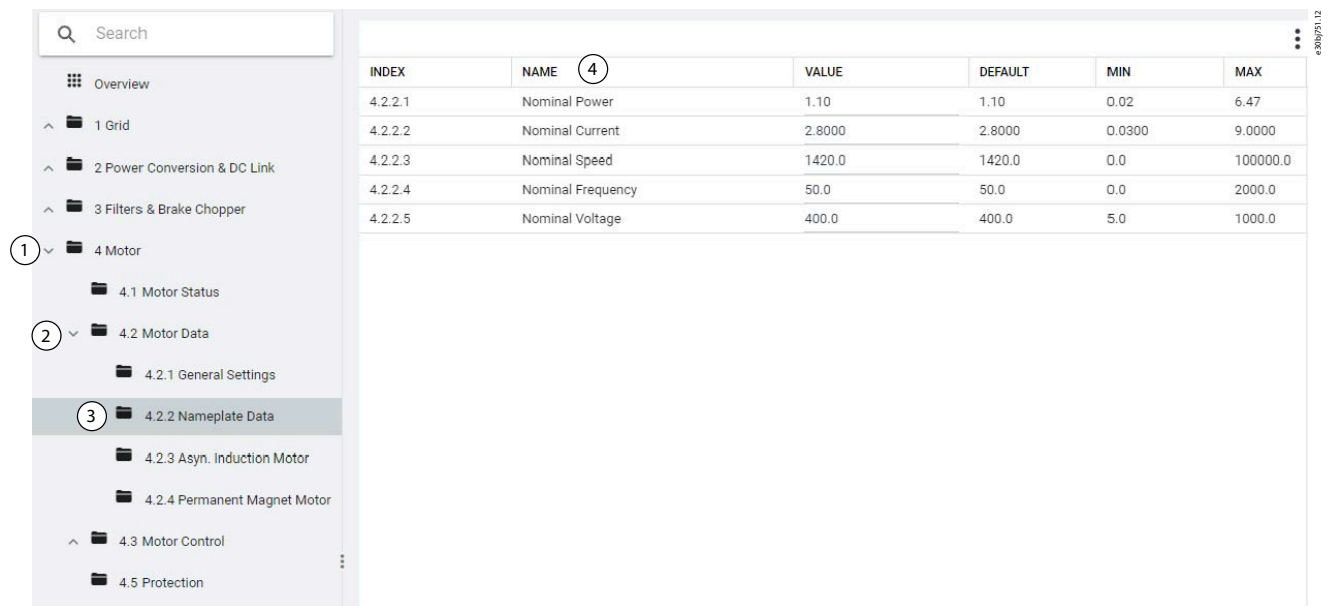 Search
Overview
1 Grid
2 Power Conversion & DC Link
3 Filters & Brake Chopper
1
4 Motor
4.1 Motor Status
2
4.2 Motor Data
4.2.1 General Settings
3
4.2.2 Nameplate Data
4.2.3 Asyn. Induction Motor
4.2.4 Permanent Magnet Motor
4.3 Motor Control
4.5 Protection
INDEX NAME 4 VALUE DEFAULT MIN MAX
4.2.2.1 Nominal Power 1.10 1.10 0.02 6.47
4.2.2.2 Nominal Current 2.8000 2.8000 0.0300 9.0000
4.2.2.3 Nominal Speed 1420.0 1420.0 0.0 100000.0
4.2.2.4 Nominal Frequency 50.0 50.0 0.0 2000.0
4.2.2.5 Nominal Voltage 400.0 400.0 5.0 1000.0
e30bj751.12